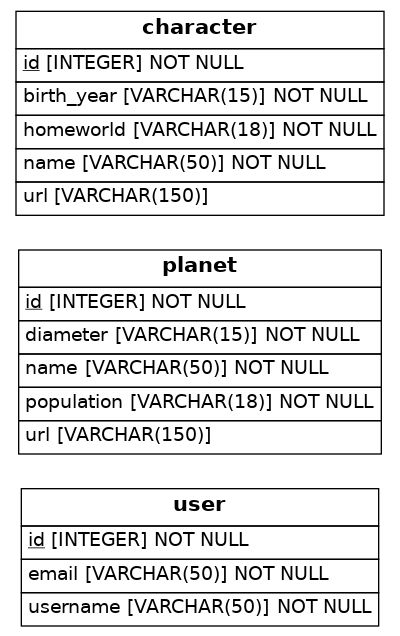 character
id [INTEGER] NOT NULL
birth_year [VARCHAR(15)] NOT NULL
homeworld [VARCHAR(18)] NOT NULL
name [VARCHAR(50)] NOT NULL
url [VARCHAR(150)]
planet
id [INTEGER] NOT NULL
diameter [VARCHAR(15)] NOT NULL
name [VARCHAR(50)] NOT NULL
population [VARCHAR(18)] NOT NULL
url [VARCHAR(150)]
user
id [INTEGER] NOT NULL
email [VARCHAR(50)] NOT NULL
username [VARCHAR(50)] NOT NULL